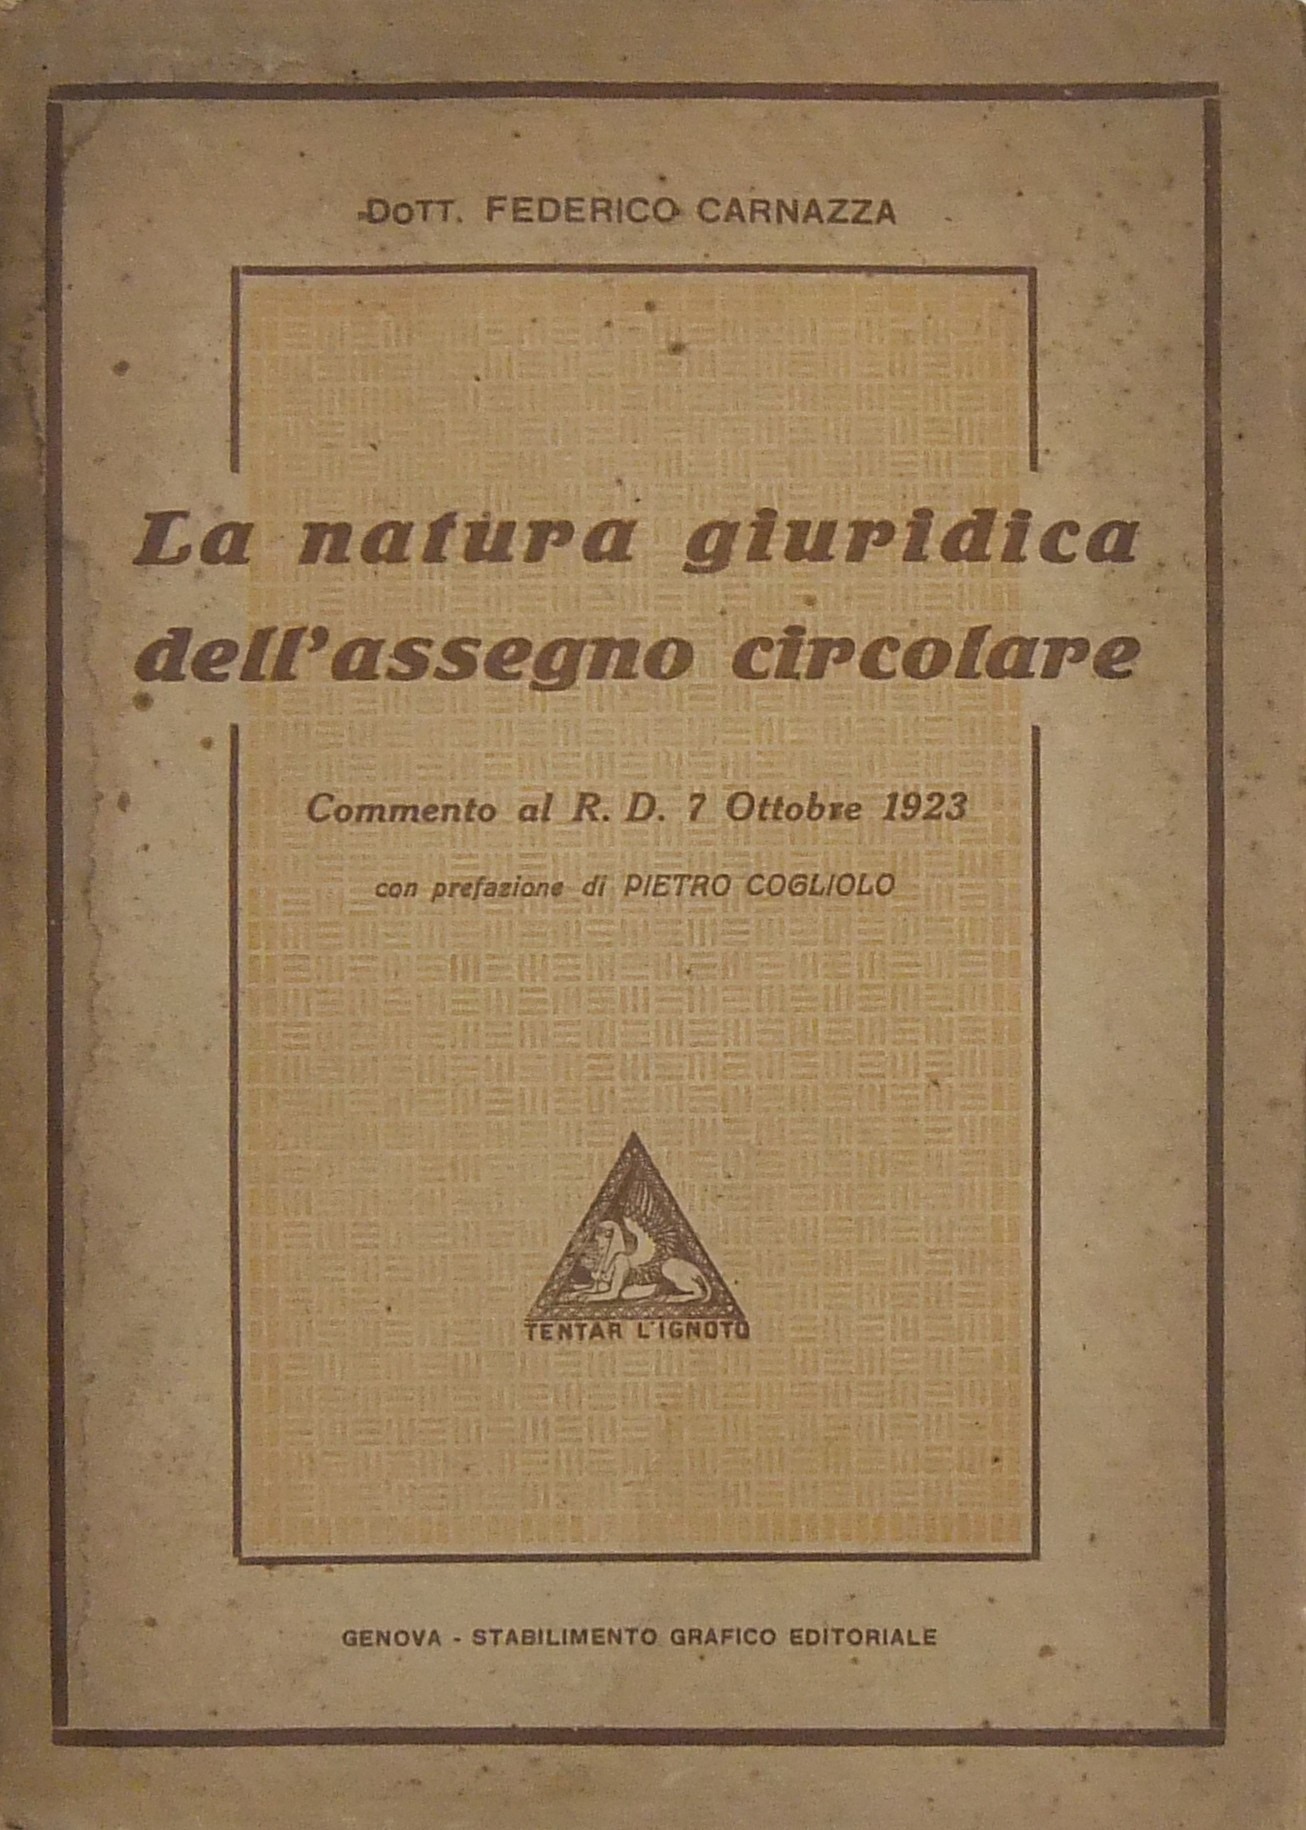 DOTT. FEDERICO CARNAZZA
La natura giuridica
dell'assegno circolare
Commento al R. D. 7 Ottobre 1923
con prefazione di PIETRO COGLIOLO
TENTAR L'IGNOTO
GENOVA - STABILIMENTO GRAFICO EDITORIALE